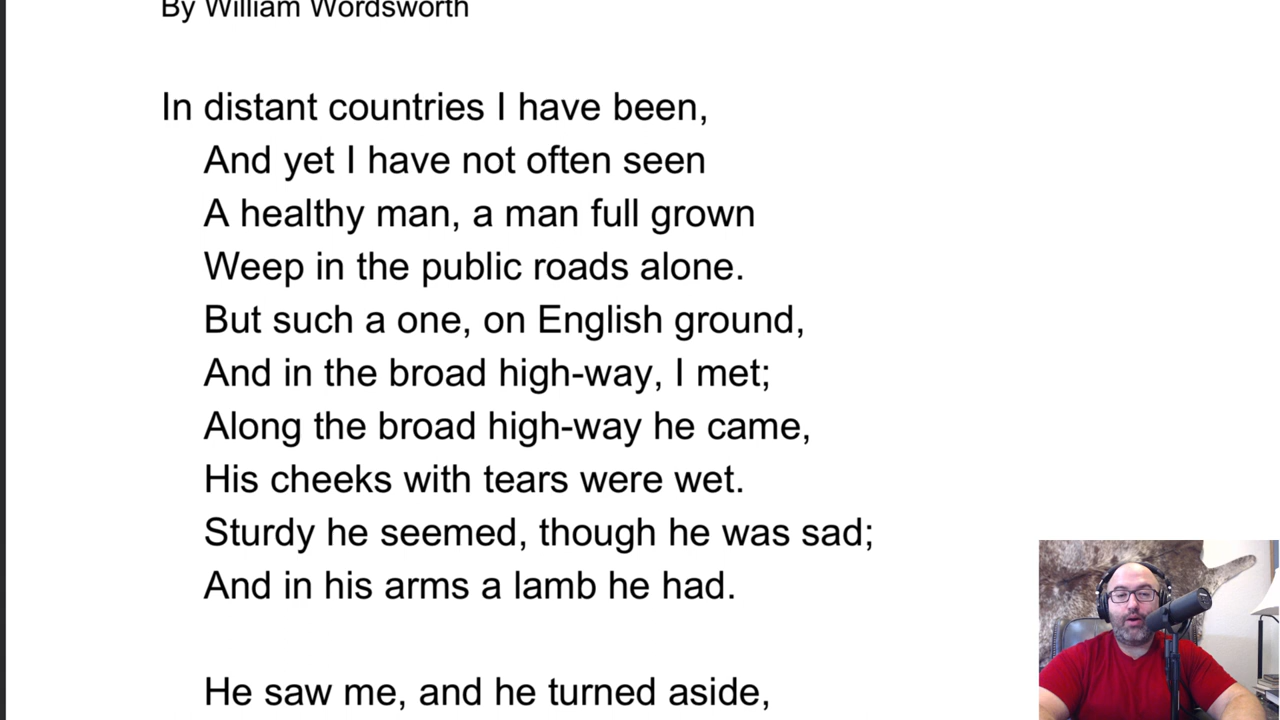 By William Wordsworth
In distant countries I have been,
And yet I have not often seen
A healthy man, a man full grown
Weep in the public roads alone.
But such a one, on English ground,
And in the broad high-way, I met;
Along the broad high-way he came,
His cheeks with tears were wet.
Sturdy he seemed, though he was sad;
And in his arms a lamb he had.
He saw me, and he turned aside,